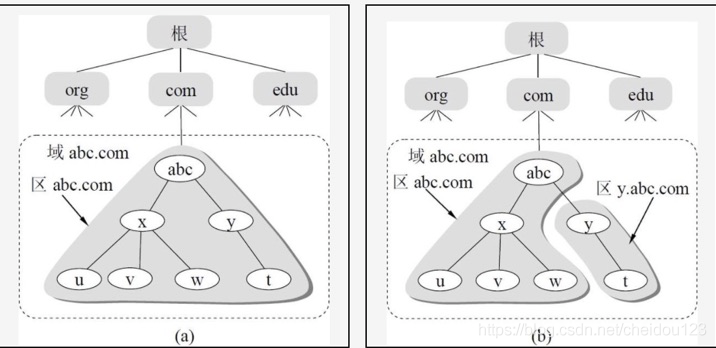 根
org
com
edu
域 abc.com
区 abc.com
abc
x
y
u
v
w
t
(a)
根
org
com
edu
域 abc.com
区 abc.com
abc
区 y.abc.com
x
y
u
v
w
t
(b)
https://blog.csdn.net/cheidou123